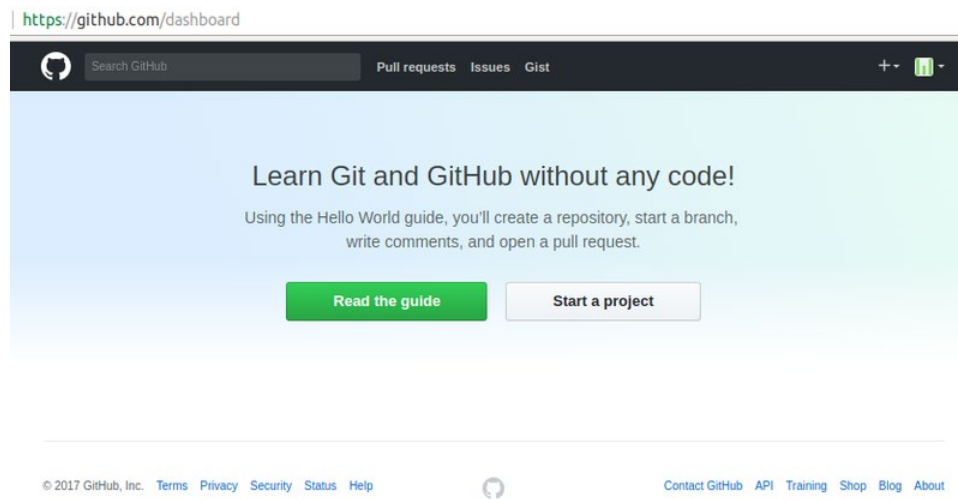 https://github.com/dashboard
Search GitHub Pull requests Issues Gist
Learn Git and GitHub without any code!
Using the Hello World guide, you'll create a repository, start a branch,
write comments, and open a pull request.
Read the guide Start a project
© 2017 GitHub, Inc. Terms Privacy Security Status Help Contact GitHub API Training Shop Blog About